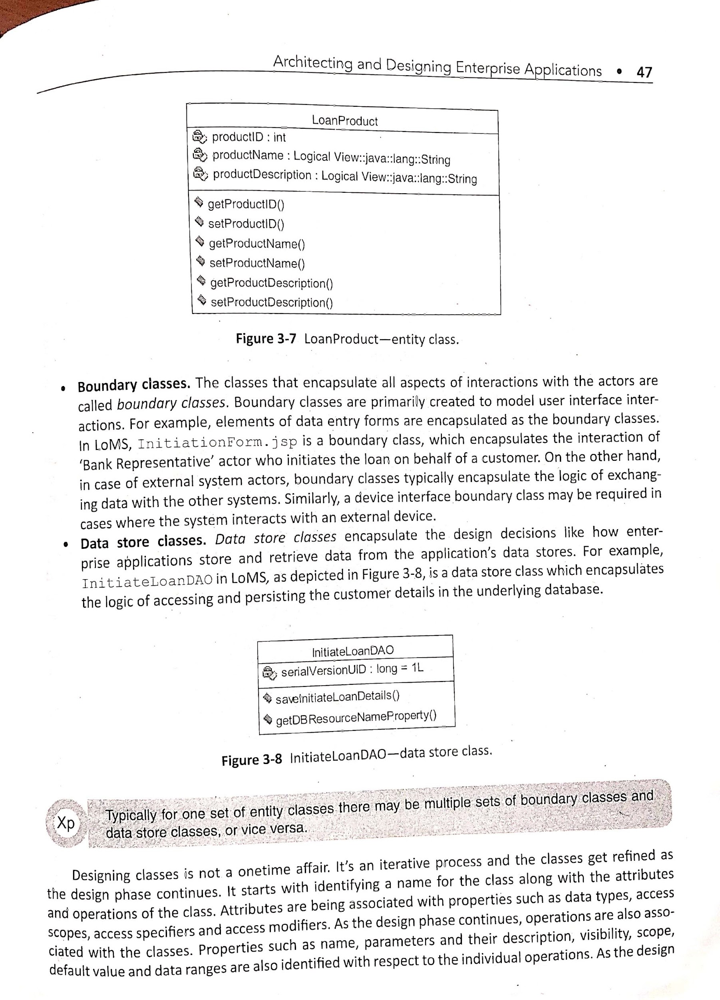 Architecting and Designing Enterprise Applications • 47
LoanProduct
productID : int
productName : Logical View::java::lang::String
productDescription : Logical View::java::lang::String
getProductID()
setProductID()
getProductName()
setProductName()
getProductDescription()
setProductDescription()
Figure 3-7 LoanProduct—entity class.
• Boundary classes. The classes that encapsulate all aspects of interactions with the actors are
called boundary classes. Boundary classes are primarily created to model user interface inter-
actions. For example, elements of data entry forms are encapsulated as the boundary classes.
In LoMS, InitiationForm.jsp is a boundary class, which encapsulates the interaction of
‘Bank Representative’ actor who initiates the loan on behalf of a customer. On the other hand,
in case of external system actors, boundary classes typically encapsulate the logic of exchang-
ing data with the other systems. Similarly, a device interface boundary class may be required in
cases where the system interacts with an external device.
• Data store classes. Data store classes encapsulate the design decisions like how enter-
prise applications store and retrieve data from the application’s data stores. For example,
InitiateLoanDAO in LoMS, as depicted in Figure 3-8, is a data store class which encapsulates
the logic of accessing and persisting the customer details in the underlying database.
InitiateLoanDAO
serialVersionUID : long = 1L
saveInitiateLoanDetails()
getDBResourceNameProperty()
Figure 3-8 InitiateLoanDAO—data store class.
Xp
Typically for one set of entity classes there may be multiple sets of boundary classes and
data store classes, or vice versa.
Designing classes is not a onetime affair. It’s an iterative process and the classes get refined as
the design phase continues. It starts with identifying a name for the class along with the attributes
and operations of the class. Attributes are being associated with properties such as data types, access
scopes, access specifiers and access modifiers. As the design phase continues, operations are also asso-
ciated with the classes. Properties such as name, parameters and their description, visibility, scope,
default value and data ranges are also identified with respect to the individual operations. As the design